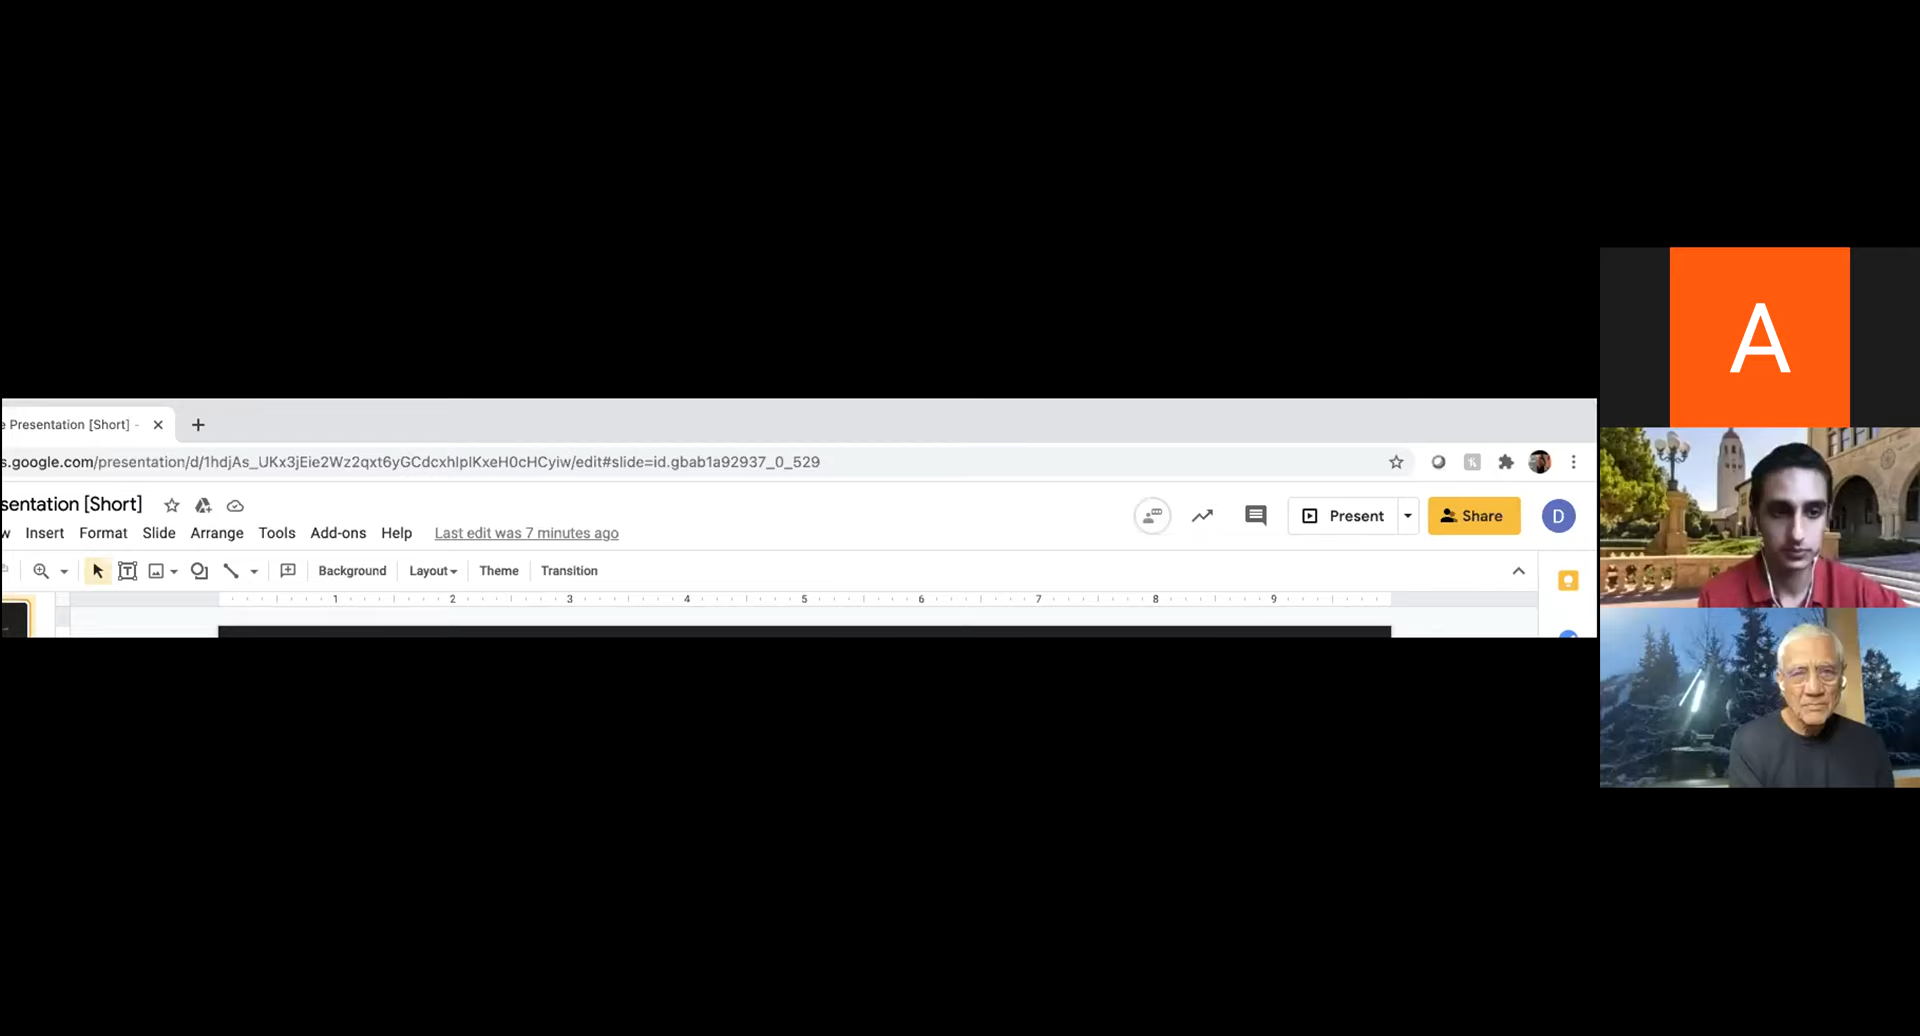 e Presentation [Short] -
s.google.com/presentation/d/1hdjAs_UKx3jEie2Wz2qxt6yGCdcxhIpIKxeH0cHCyiw/edit#slide=id.gbab1a92937_0_529
sentation [Short]
Present
Share
D
w Insert Format Slide Arrange Tools Add-ons Help Last edit was 7 minutes ago
Background Layout Theme Transition
1 2 3 4 5 6 7 8 9
A